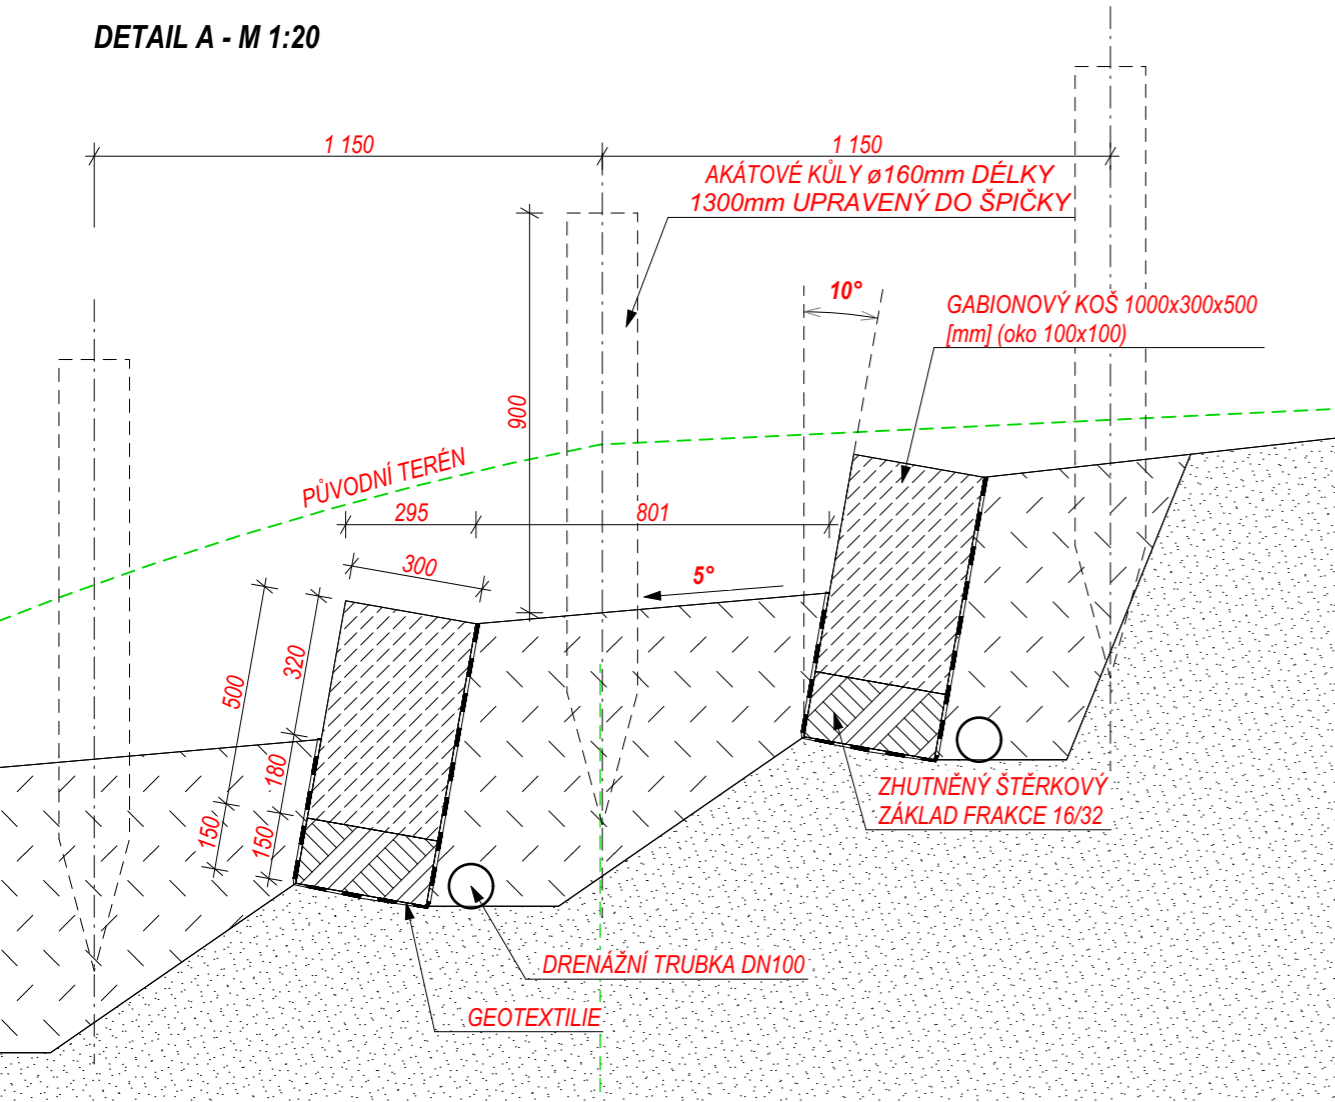 DETAIL A - M 1:20
1 150
1 150
AKÁTOVÉ KŮLY ø160mm DÉLKY
1300mm UPRAVENÝ DO ŠPIČKY
10°
GABIONOVÝ KOŠ 1000x300x500
[mm] (oko 100x100)
900
PŮVODNÍ TERÉN
295
801
300
5°
320
500
180
150
150
ZHUTNĚNÝ ŠTĚRKOVÝ
ZÁKLAD FRAKCE 16/32
DRENÁŽNÍ TRUBKA DN100
GEOTEXTILIE